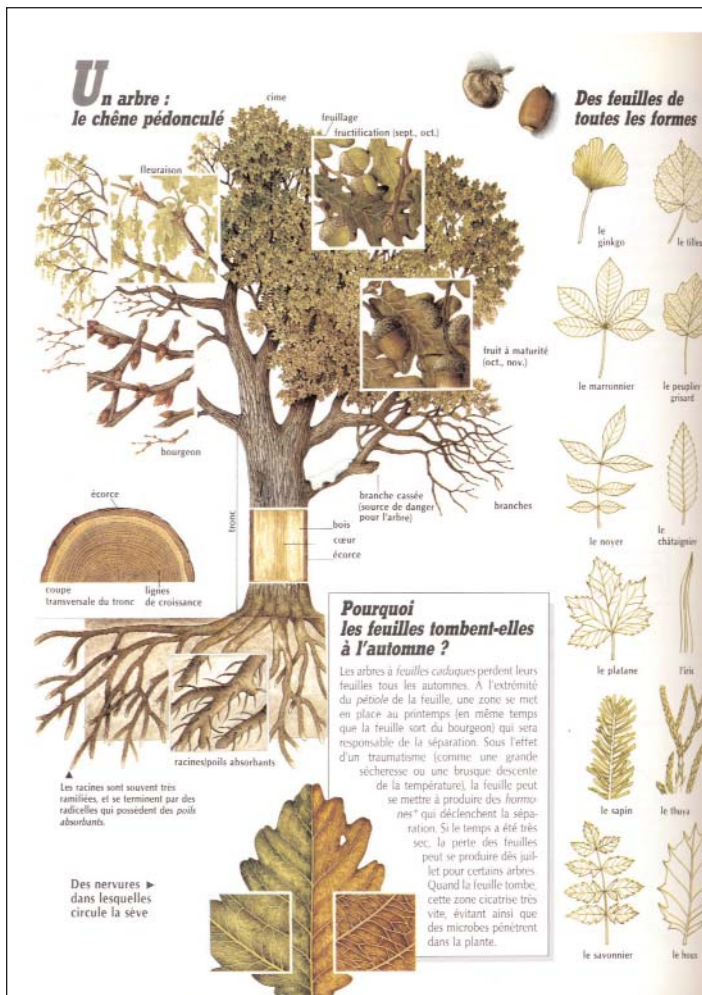 Un arbre :
le chêne pédonculé
cime
feuillage
fructification (sept., oct.)
fleuraison
fruit à maturité
(oct., nov.)
bourgeon
branche cassée
(source de danger
pour l'arbre)
branches
tronc
bois
cœur
écorce
écorce
coupe
transversale du tronc
lignes
de croissance
racines/poils absorbants
Les racines sont souvent très
ramifiées, et se terminent par des
radicelles qui possèdent des poils
absorbants.
Des nervures
dans lesquelles
circule la sève
Pourquoi
les feuilles tombent-elles
à l'automne ?
Les arbres à feuilles caduques perdent leurs
feuilles tous les automnes. À l'extrémité
du pétiole de la feuille, une zone se met
en place au printemps (en même temps
que la feuille sort du bourgeon) qui sera
responsable de la séparation. Sous l'effet
d'un traumatisme (comme une grande
sécheresse ou une brusque descente
de la température), la feuille peut
se mettre à produire des hormo-
nes* qui déclenchent la sépa-
ration. Si le temps a été très
sec, la perte des feuilles
peut se produire dès juil-
let pour certains arbres.
Quand la feuille tombe,
cette zone cicatrise très
vite, évitant ainsi que
des microbes pénètrent
dans la plante.
Des feuilles de
toutes les formes
le
ginkgo
le tilleu
le marronnier
le peuplier
grisard
le noyer
le
châtaignier
le platane
l'iris
le sapin
le thuya
le savonnier
le houx